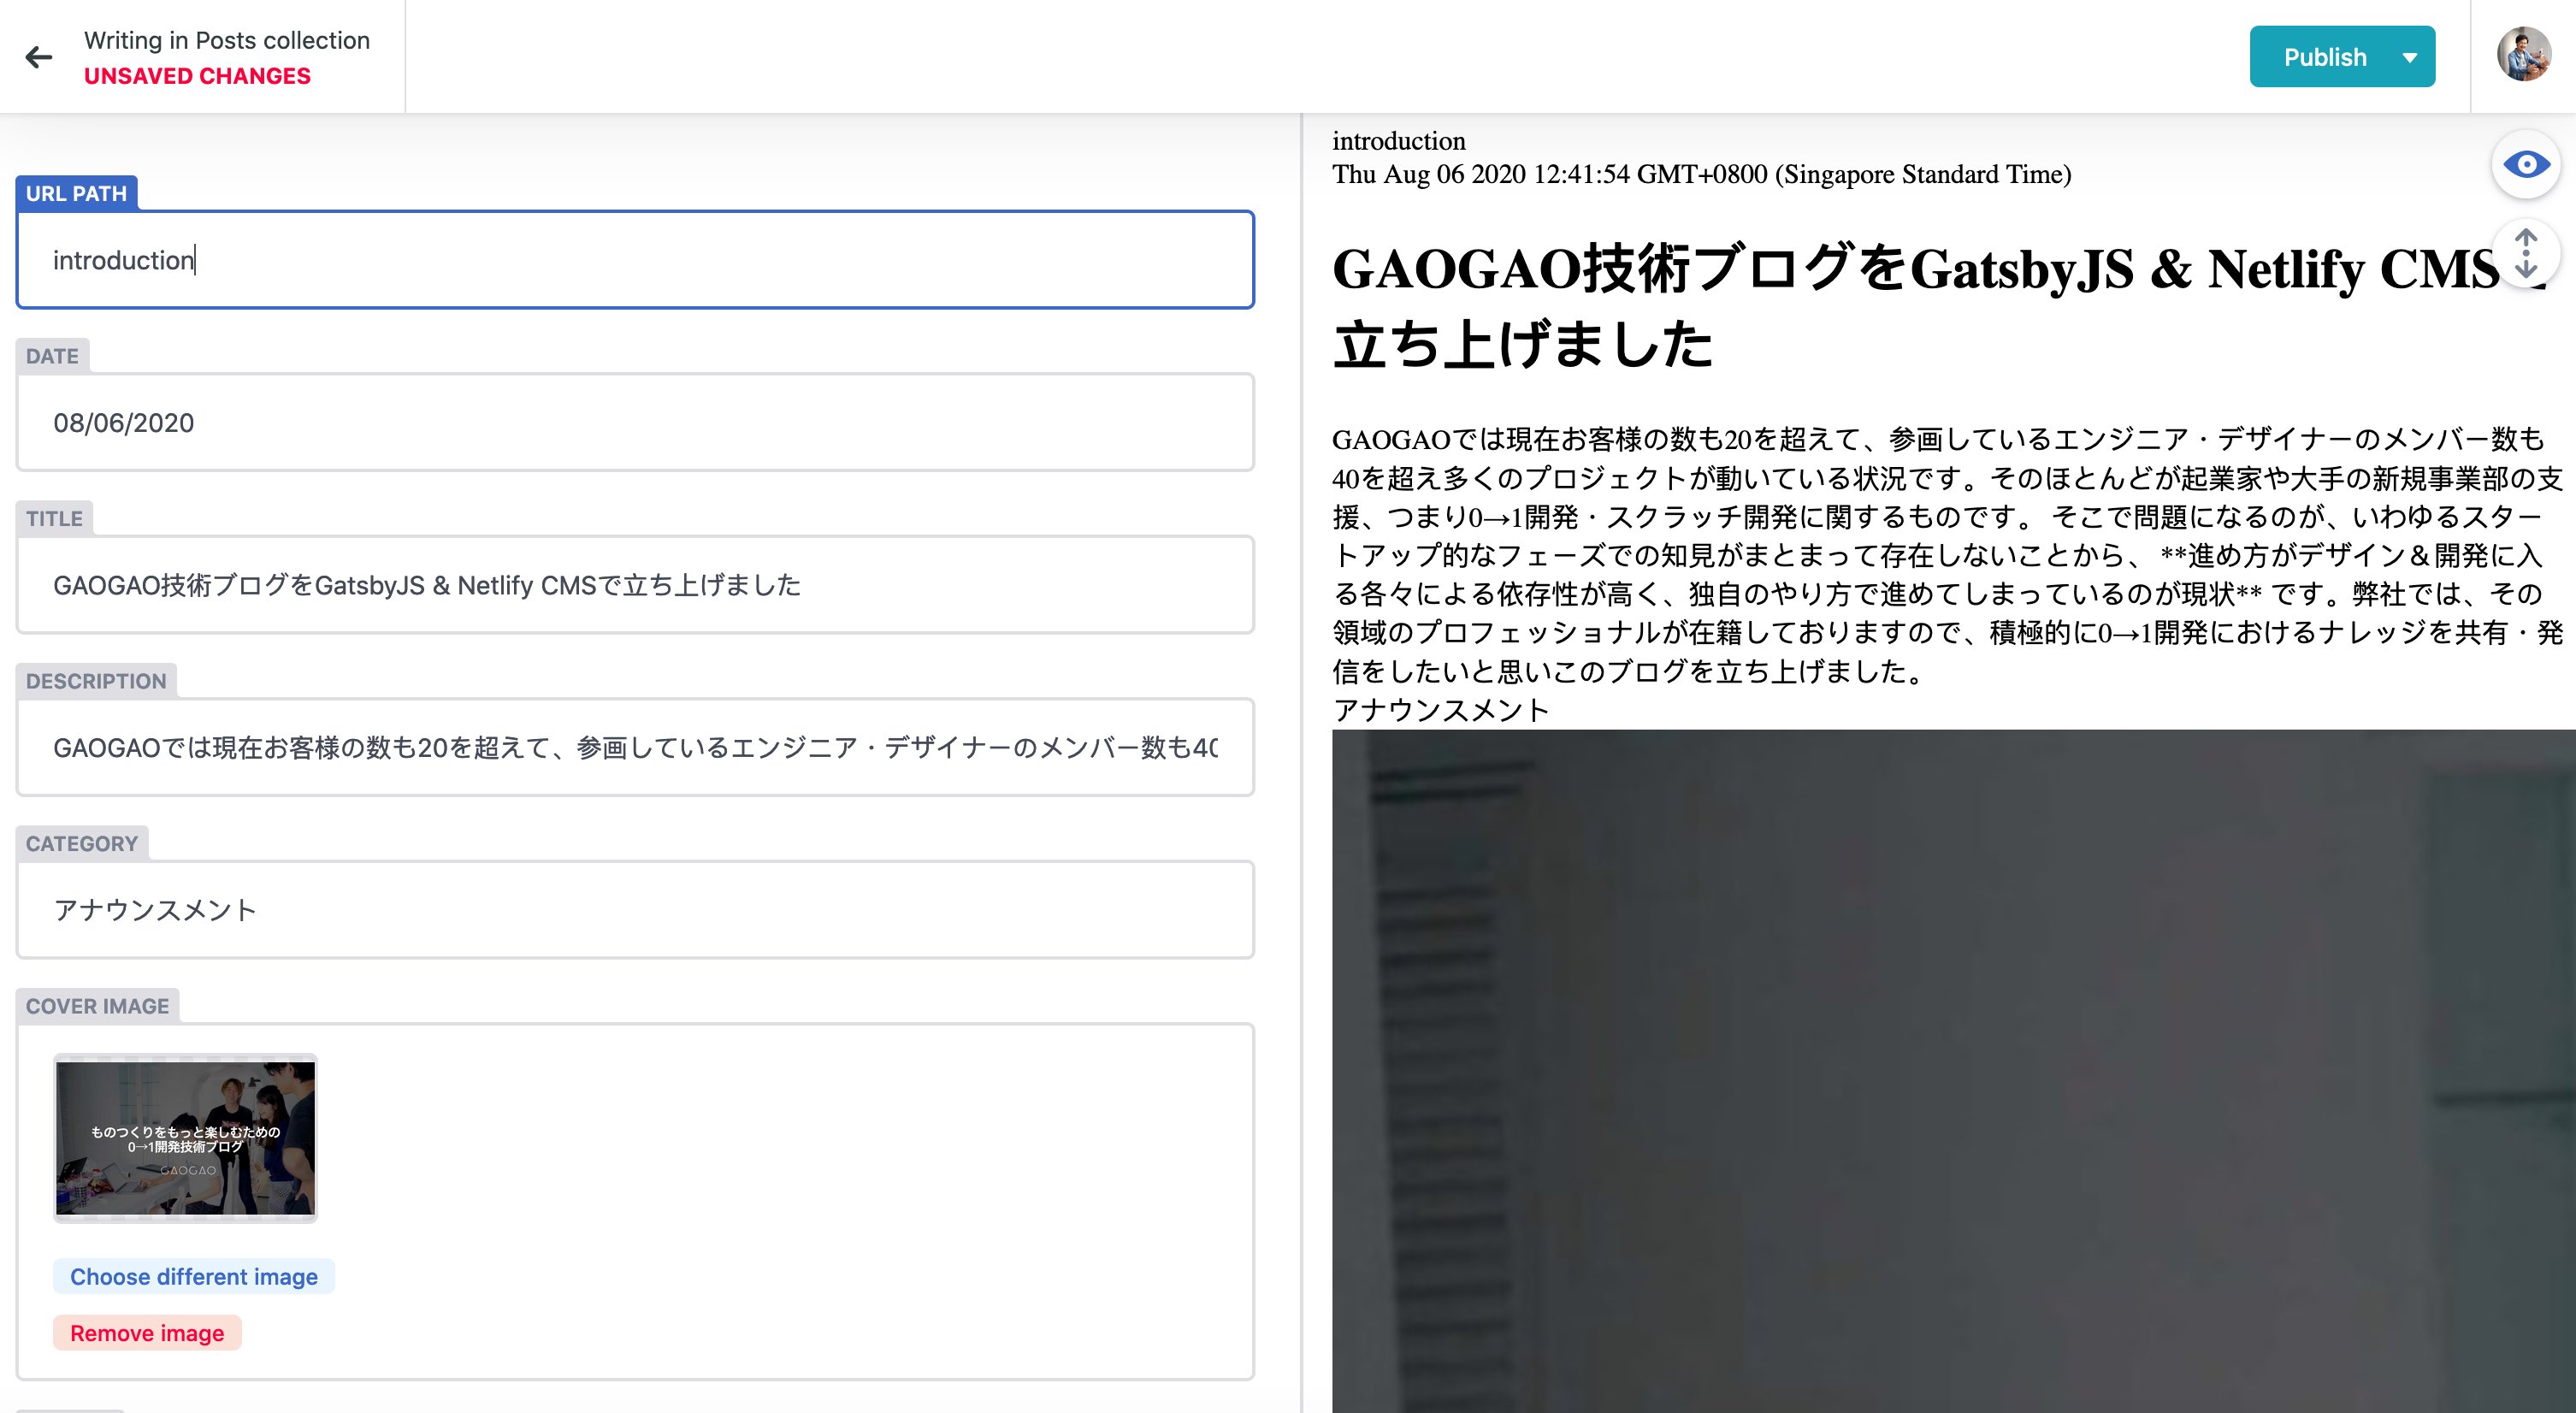 Writing in Posts collection
UNSAVED CHANGES
Publish
URL PATH
introduction
DATE
08/06/2020
TITLE
GAOGAO技術ブログをGatsbyJS & Netlify CMSで立ち上げました
DESCRIPTION
GAOGAOでは現在お客様の数も20を超えて、参画しているエンジニア・デザイナーのメンバー数も40
CATEGORY
アナウンスメント
COVER IMAGE
ものつくりをもっと楽しむための
0→1開発技術ブログ
GAOGAO
Choose different image
Remove image
introduction
Thu Aug 06 2020 12:41:54 GMT+0800 (Singapore Standard Time)
GAOGAO技術ブログをGatsbyJS & Netlify CMS
立ち上げました
GAOGAOでは現在お客様の数も20を超えて、参画しているエンジニア・デザイナーのメンバー数も
40を超え多くのプロジェクトが動いている状況です。そのほとんどが起業家や大手の新規事業部の支
援、つまり0→1開発・スクラッチ開発に関するものです。 そこで問題になるのが、いわゆるスター
トアップ的なフェーズでの知見がまとまって存在しないことから、 **進め方がデザイン＆開発に入
る各々による依存性が高く、独自のやり方で進めてしまっているのが現状** です。弊社では、その
領域のプロフェッショナルが在籍しておりますので、積極的に0→1開発におけるナレッジを共有・発
信をしたいと思いこのブログを立ち上げました。
アナウンスメント